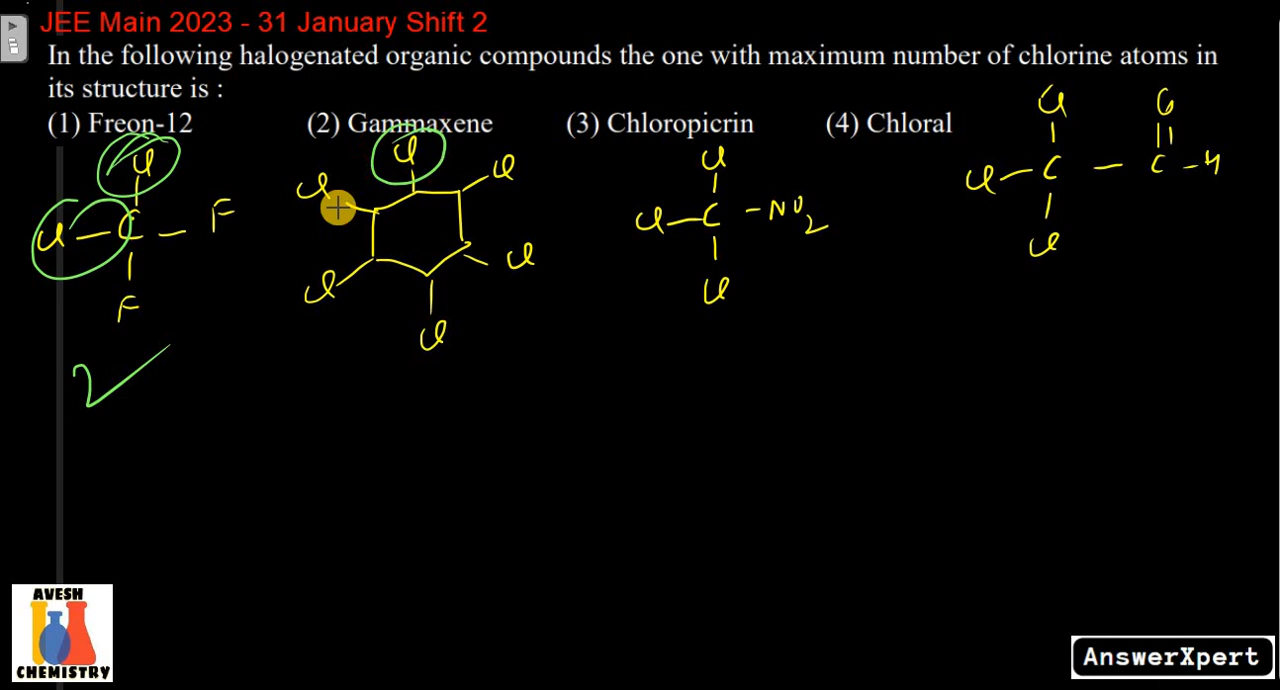 JEE Main 2023 - 31 January Shift 2
In the following halogenated organic compounds the one with maximum number of chlorine atoms in
its structure is :
(1) Freon-12 (2) Gammaxene (3) Chloropicrin (4) Chloral
Cl
Cl — C — F
F
2
Cl
Cl
Cl
Cl
Cl
Cl
Cl
Cl — C — NO2
Cl
Cl O
Cl — C — C — H
Cl
AVESH
CHEMISTRY
AnswerXpert